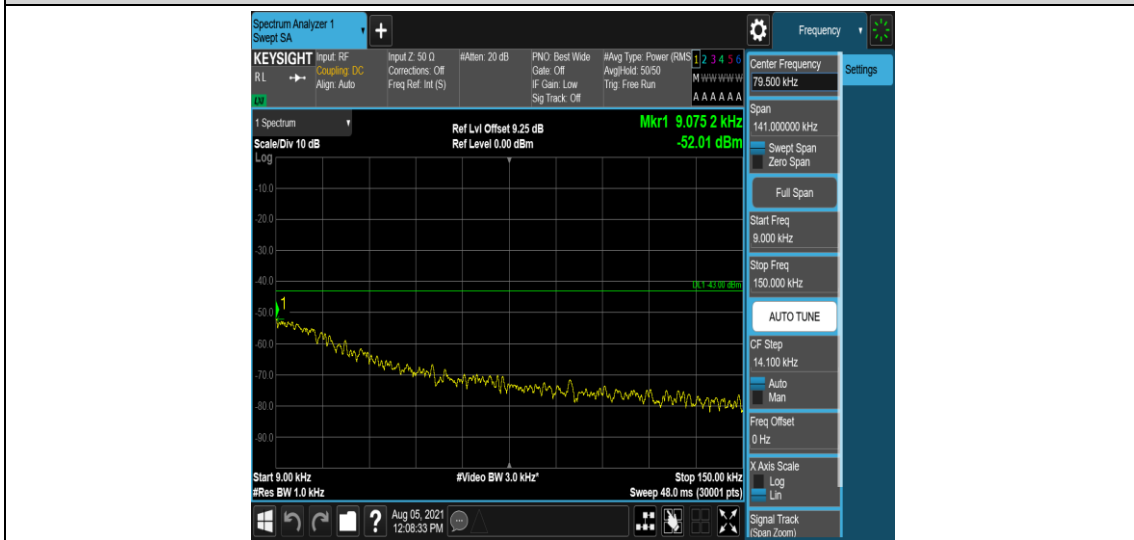 Spectrum Analyzer 1
Swept SA
+
Frequency
KEYSIGHT
RL
LXI
Input: RF
Coupling: DC
Align: Auto
Input Z: 50 Ω
Corrections: Off
Freq Ref: Int (S)
#Atten: 20 dB
PNO: Best Wide
Gate: Off
IF Gain: Low
Sig Track: Off
#Avg Type: Power (RMS
Avg|Hold: 50/50
Trig: Free Run
1 2 3 4 5 6
M W W W W W
A A A A A A
1 Spectrum
Scale/Div 10 dB
Log
Ref Lvl Offset 9.25 dB
Ref Level 0.00 dBm
Mkr1 9.075 2 kHz
-52.01 dBm
-10.0
-20.0
-30.0
-40.0
DL1 -43.00 dBm
-50.0
1
-60.0
-70.0
-80.0
-90.0
Start 9.00 kHz
#Res BW 1.0 kHz
#Video BW 3.0 kHz*
Stop 150.00 kHz
Sweep 48.0 ms (30001 pts)
?
Aug 05, 2021
12:08:33 PM
Center Frequency
79.500 kHz
Settings
Span
141.000000 kHz
Swept Span
Zero Span
Full Span
Start Freq
9.000 kHz
Stop Freq
150.000 kHz
AUTO TUNE
CF Step
14.100 kHz
Auto
Man
Freq Offset
0 Hz
X Axis Scale
Log
Lin
Signal Track
(Span Zoom)